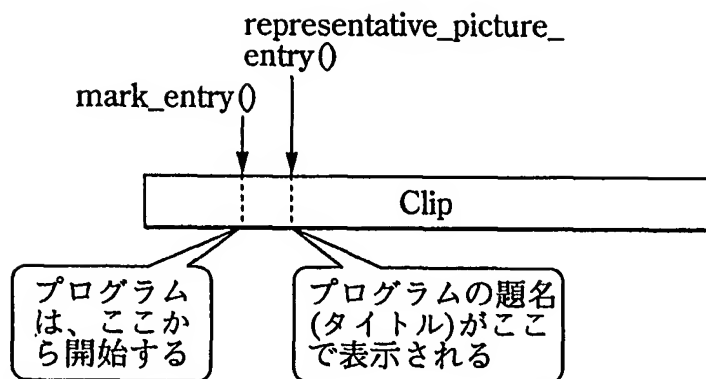 representative_picture_
entry()
mark_entry()
Clip
プログラム
は、ここか
ら開始する
プログラムの題名
(タイトル)がここ
で表示される